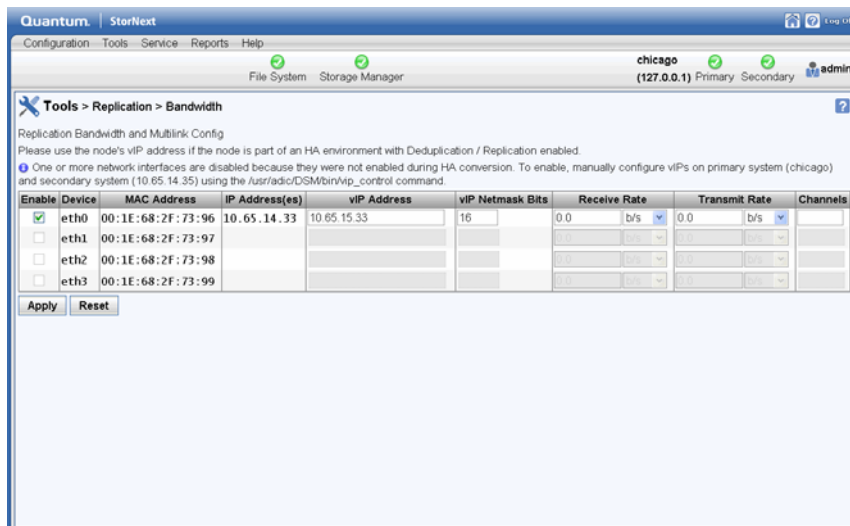 Quantum. StorNext Log O
Configuration Tools Service Reports Help
File System Storage Manager
chicago
(127.0.0.1) Primary Secondary
admin
Tools > Replication > Bandwidth
Replication Bandwidth and Multilink Config
Please use the node's vIP address if the node is part of an HA environment with Deduplication / Replication enabled.
One or more network interfaces are disabled because they were not enabled during HA conversion. To enable, manually configure vIPs on primary system (chicago)
and secondary system (10.65.14.35) using the /usr/adic/DSM/bin/vip_control command.
Enable Device MAC Address IP Address(es) vIP Address vIP Netmask Bits Receive Rate Transmit Rate Channels
eth0 00:1E:68:2F:73:96 10.65.14.33 10.65.15.33 16 0.0 b/s 0.0 b/s
eth1 00:1E:68:2F:73:97 0.0 b/s 0.0 b/s
eth2 00:1E:68:2F:73:98 0.0 b/s 0.0 b/s
eth3 00:1E:68:2F:73:99 0.0 b/s 0.0 b/s
Apply Reset